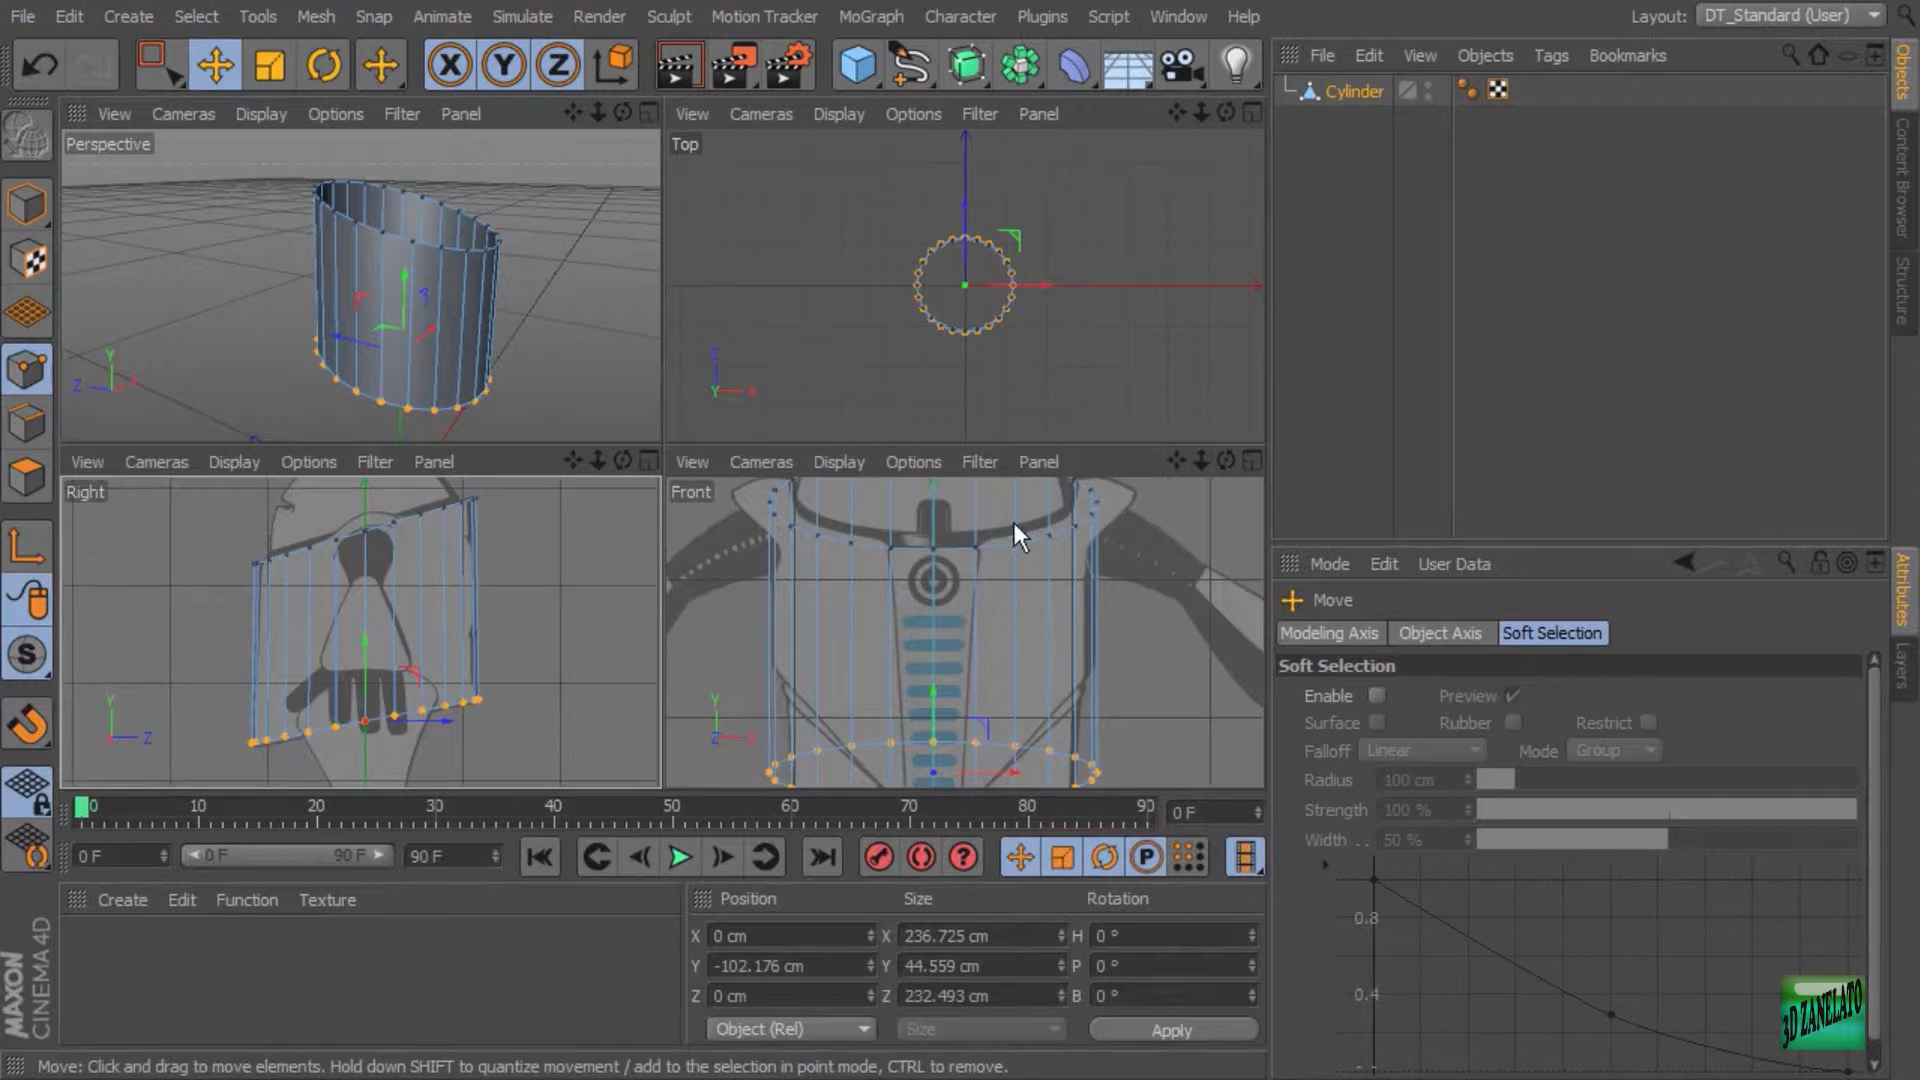 File Edit Create Select Tools Mesh Snap Animate Simulate Render Sculpt Motion Tracker MoGraph Character Plugins Script Window Help Layout: DT_Standard (User)
X Y Z
File Edit View Objects Tags Bookmarks
Cylinder
Objects
Content Browser
Structure
View Cameras Display Options Filter Panel
Perspective
Y
Z X
View Cameras Display Options Filter Panel
Top
Z
Y X
View Cameras Display Options Filter Panel
Right
Y
X Z
View Cameras Display Options Filter Panel
Front
Y
Z X
S
Mode Edit User Data
Attributes
Layers
Move
Modeling Axis Object Axis Soft Selection
Soft Selection
Enable Preview
Surface Rubber Restrict
Falloff Linear Mode Group
Radius 100 cm
Strength 100 %
Width . . 50 %
0.8
0.4
0 10 20 30 40 50 60 70 80 90 0 F
0 F 0 F 90 F 90 F
? P
Create Edit Function Texture
Position Size Rotation
X 0 cm X 236.725 cm H 0 °
Y -102.176 cm Y 44.559 cm P 0 °
Z 0 cm Z 232.493 cm B 0 °
Object (Rel) Size Apply
MAXON
CINEMA 4D
3D ZANELATO
Move: Click and drag to move elements. Hold down SHIFT to quantize movement / add to the selection in point mode, CTRL to remove.